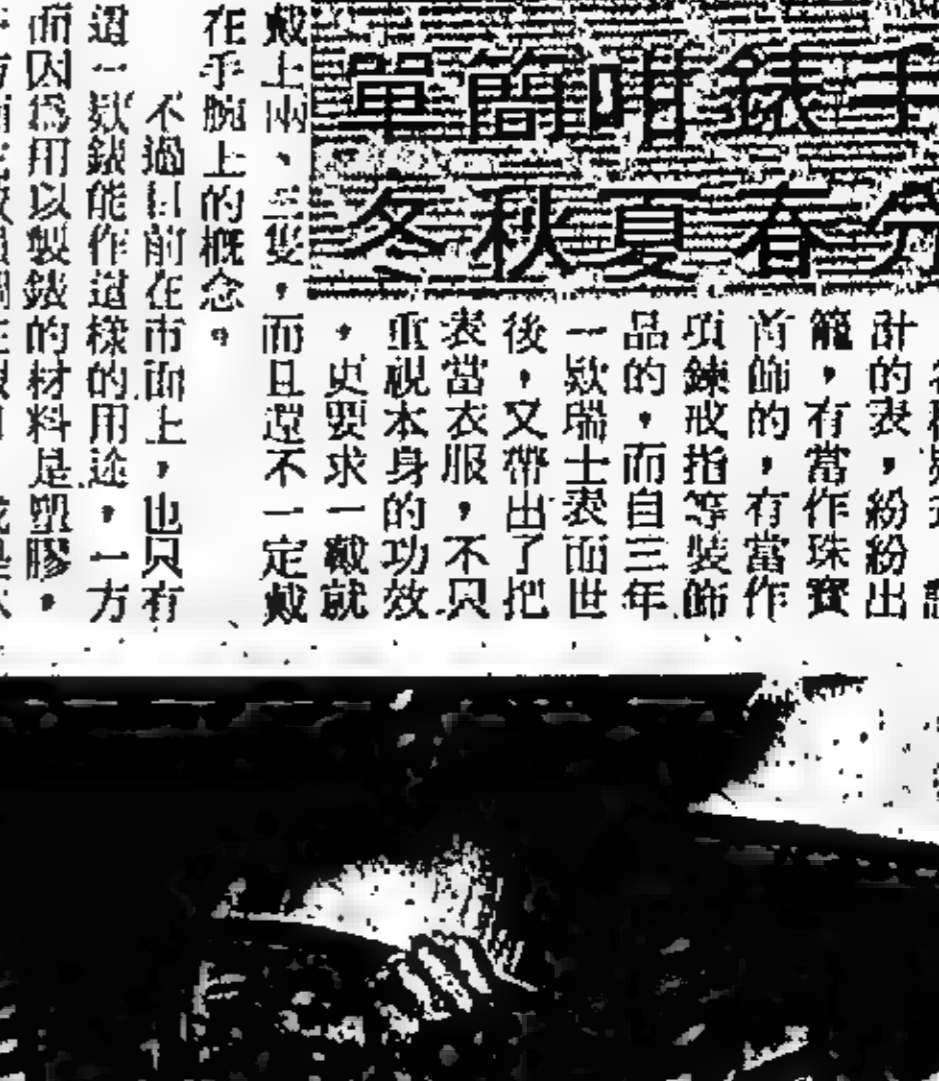 手錶咁簡單
分春夏秋冬
計的表，紛紛出
籠，有當作珠寶
首飾的，有當作
項鍊戒指等裝飾
品的，而自三年
一欵瑞士表面世
後，又帶出了把
表當衣服，不只
重視本身的功效
，更要求一戴就
戴上兩、三隻，而且還不一定戴
在手腕上的概念。
不過目前在市面上，也只有
這一欵錶能作這樣的用途，一方
面因爲用以製錶的材料是塑膠，